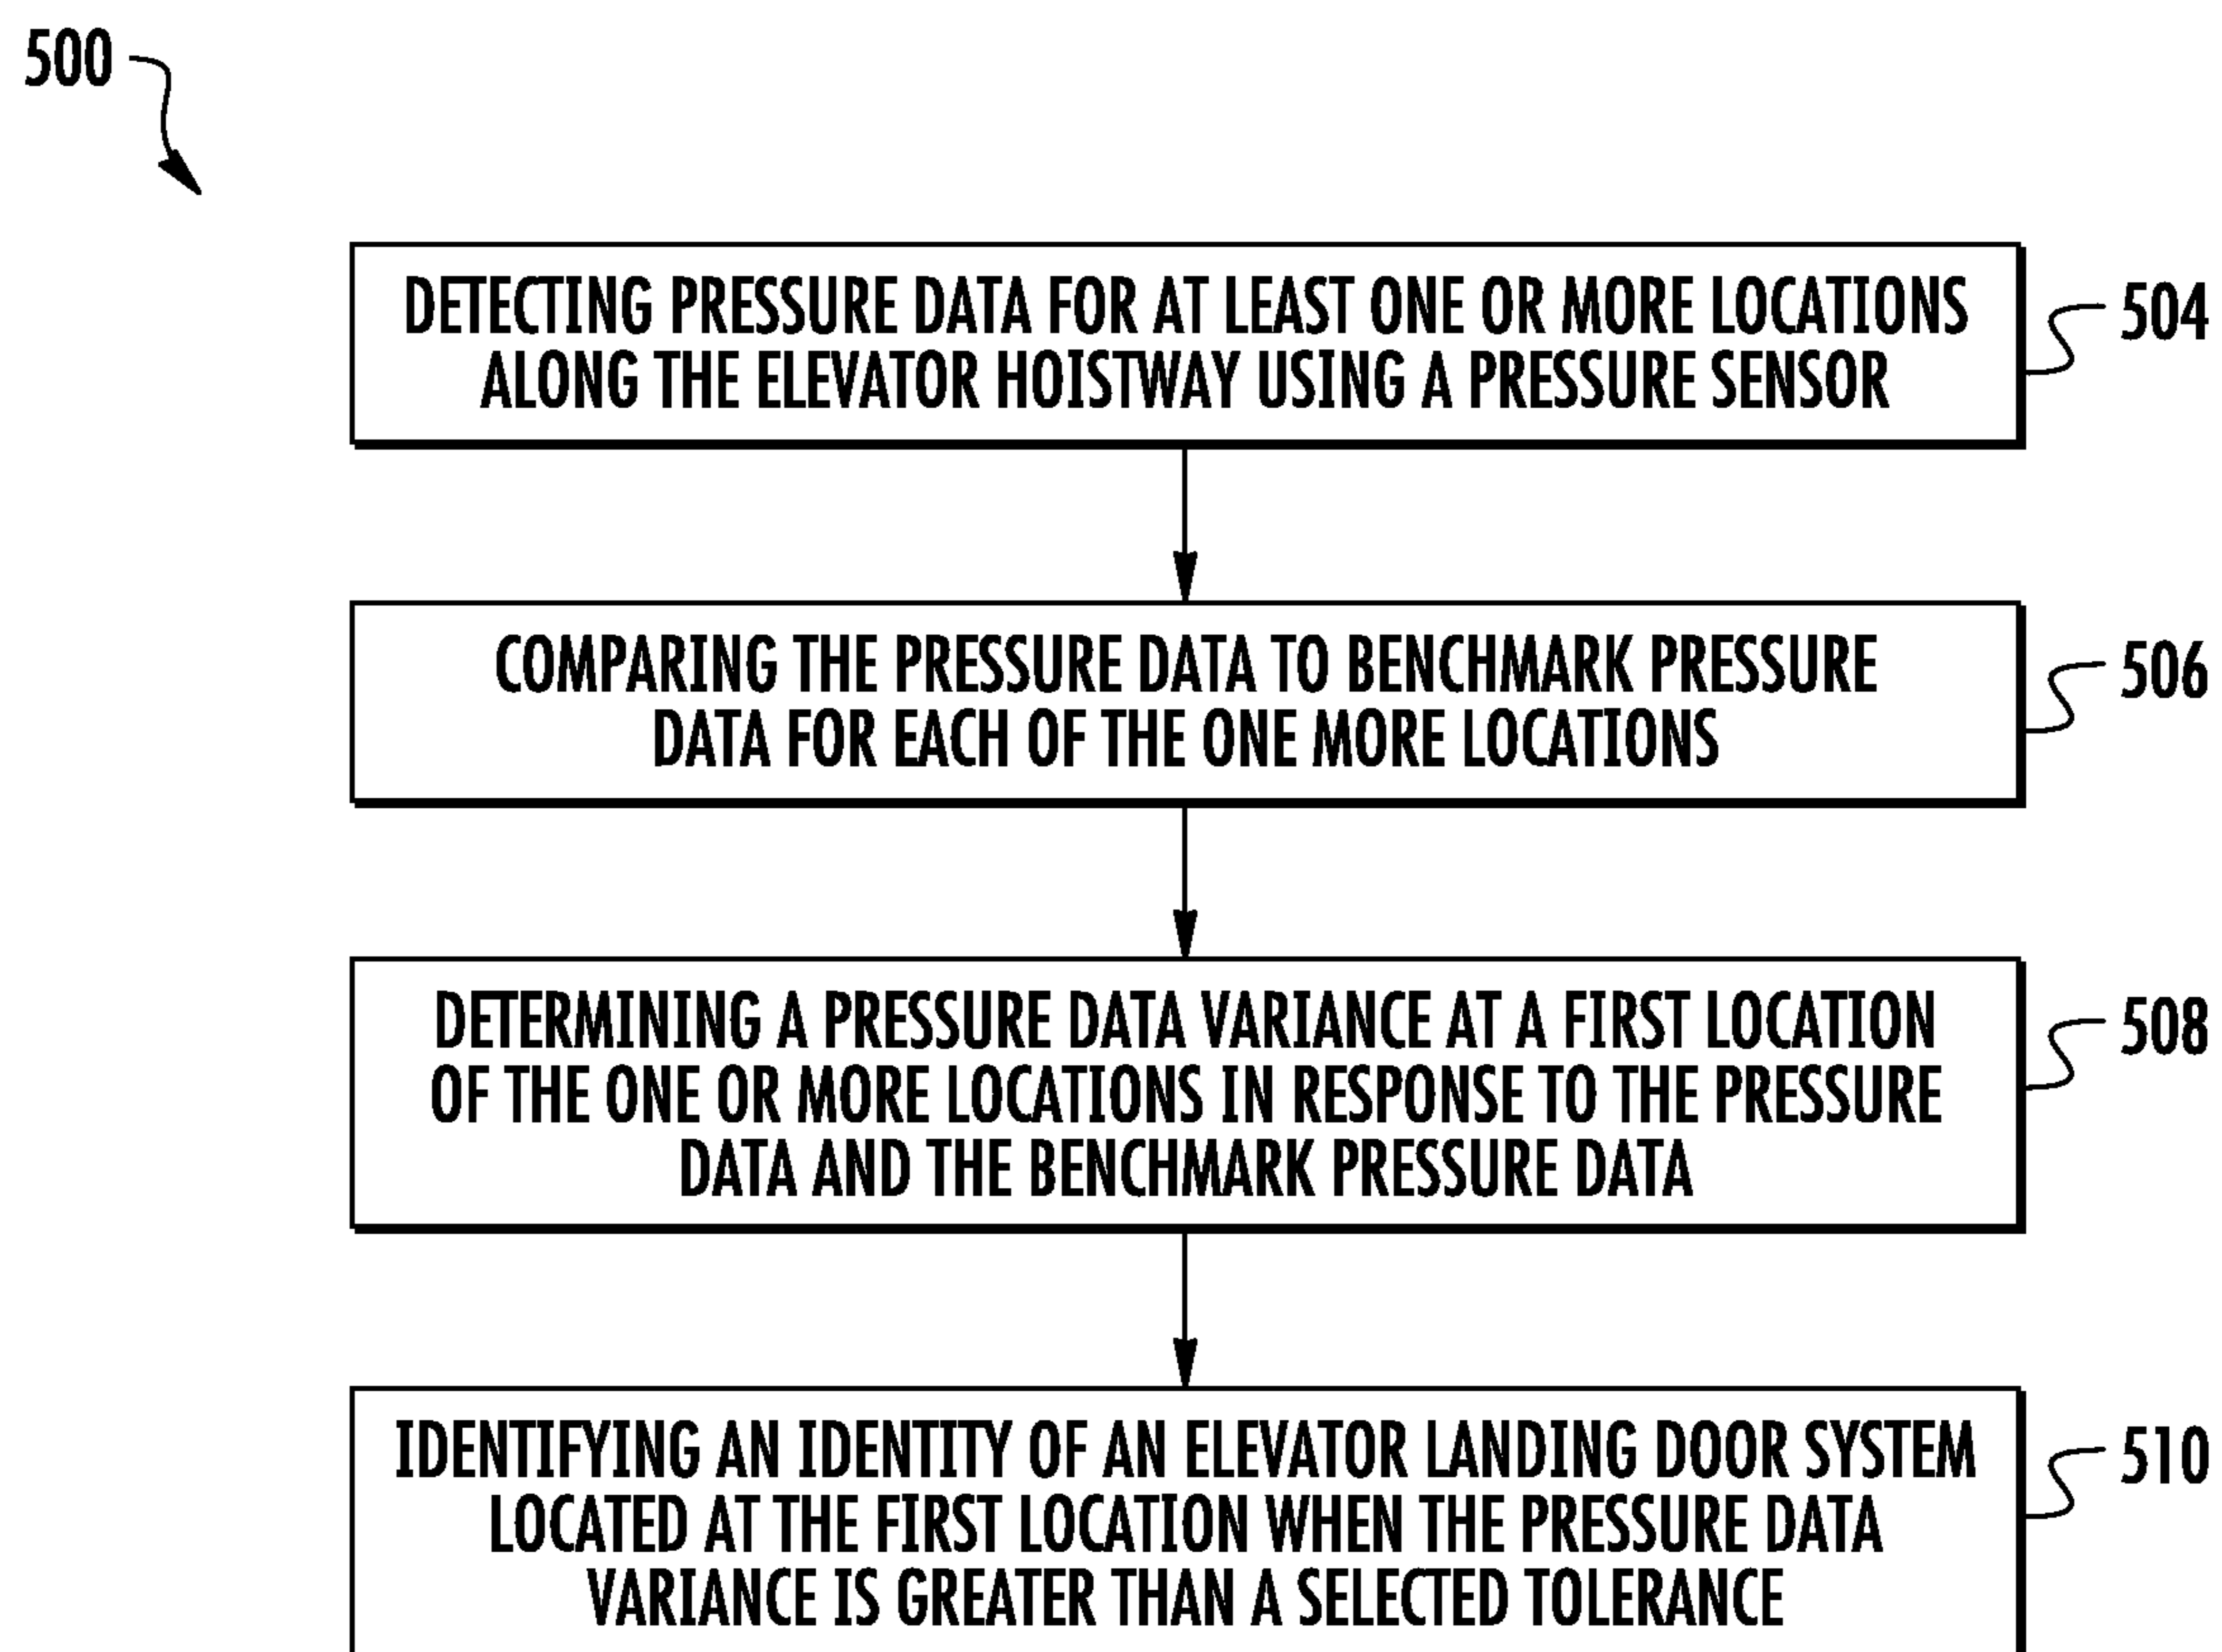 500
DETECTING PRESSURE DATA FOR AT LEAST ONE OR MORE LOCATIONS
ALONG THE ELEVATOR HOISTWAY USING A PRESSURE SENSOR
504
COMPARING THE PRESSURE DATA TO BENCHMARK PRESSURE
DATA FOR EACH OF THE ONE MORE LOCATIONS
506
DETERMINING A PRESSURE DATA VARIANCE AT A FIRST LOCATION
OF THE ONE OR MORE LOCATIONS IN RESPONSE TO THE PRESSURE
DATA AND THE BENCHMARK PRESSURE DATA
508
IDENTIFYING AN IDENTITY OF AN ELEVATOR LANDING DOOR SYSTEM
LOCATED AT THE FIRST LOCATION WHEN THE PRESSURE DATA
VARIANCE IS GREATER THAN A SELECTED TOLERANCE
510